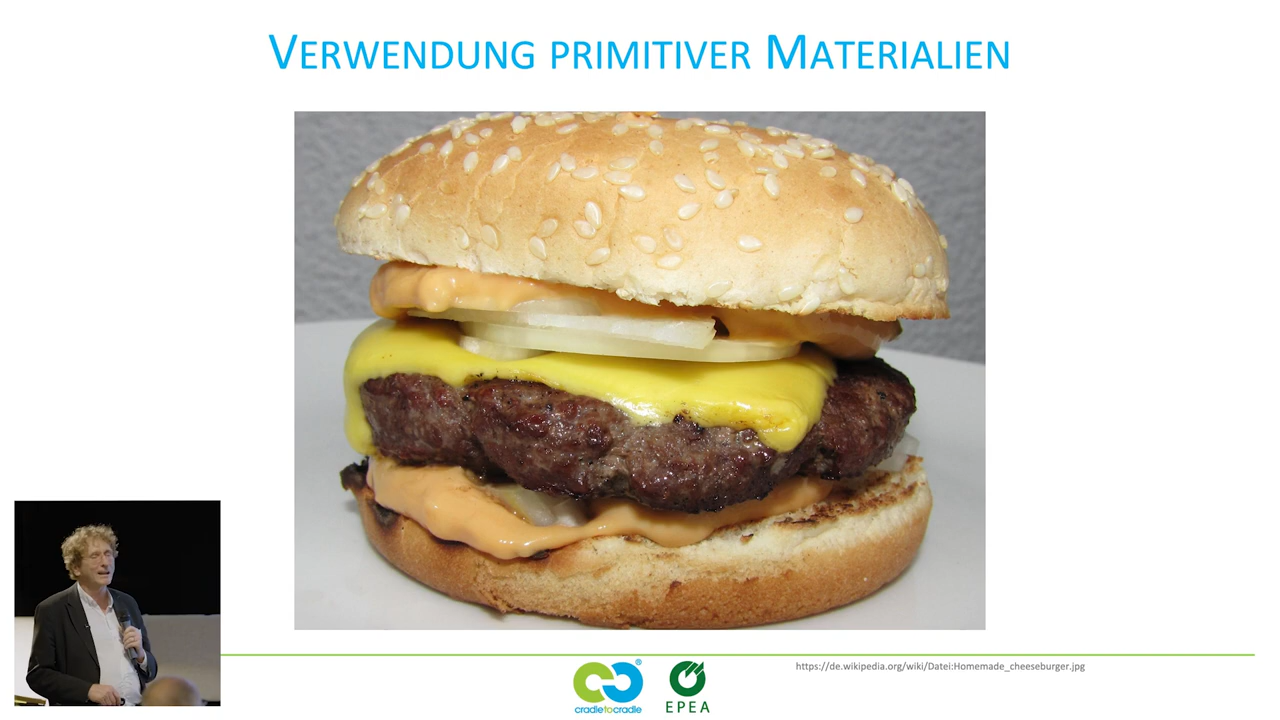 VERWENDUNG PRIMITIVER MATERIALIEN
https://de.wikipedia.org/wiki/Datei:Homemade_cheeseburger.jpg
®
cradletocradle
EPEA